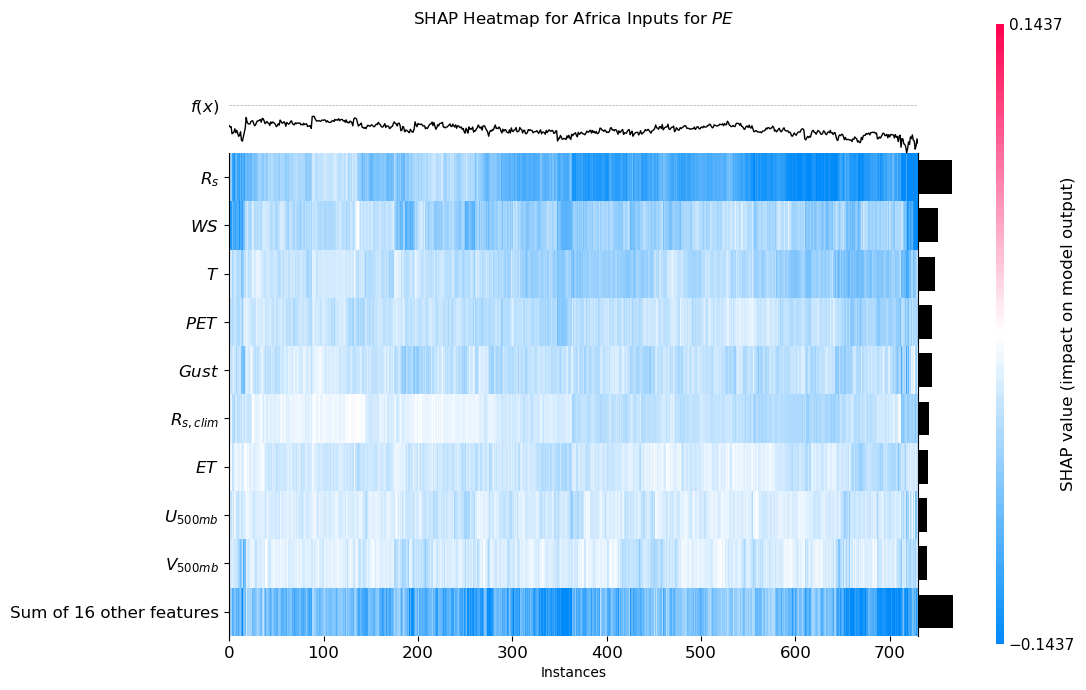 SHAP Heatmap for Africa Inputs for PE
0.1437
f(x)
R_s
WS
T
PET
Gust
R_{s,clim}
ET
U_{500mb}
V_{500mb}
Sum of 16 other features
SHAP value (impact on model output)
−0.1437
0 100 200 300 400 500 600 700
Instances